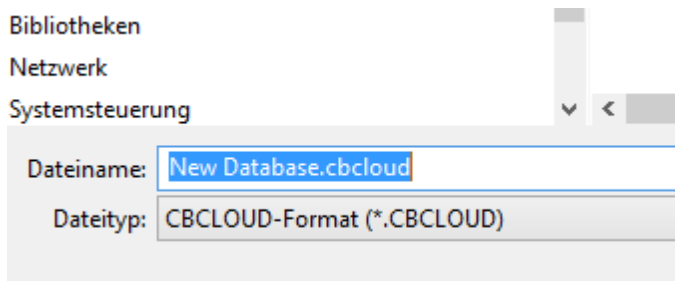 Bibliotheken
Netzwerk
Systemsteuerung
Dateiname: New Database.cbcloud
Dateityp: CBCLOUD-Format (*.CBCLOUD)